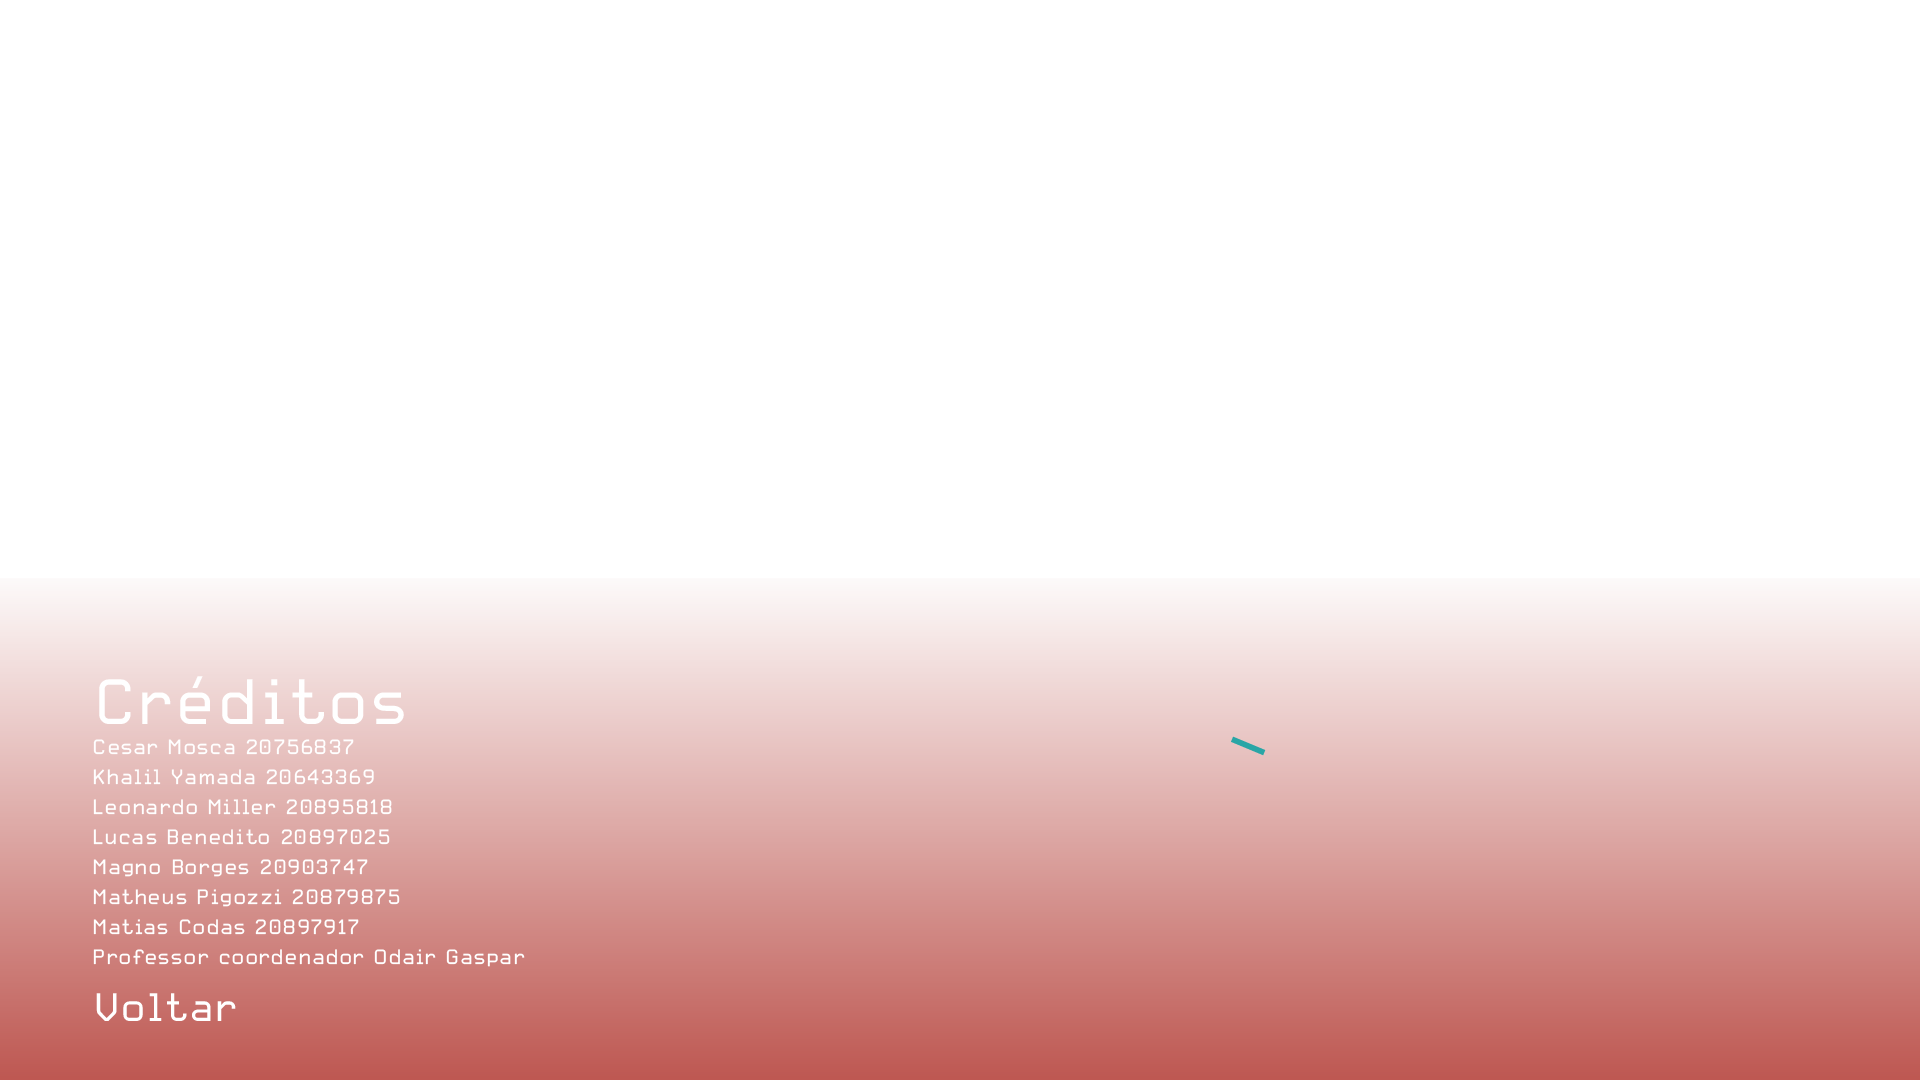 Créditos
Cesar Mosca 20756837
Khalil Yamada 20643369
Leonardo Miller 20895818
Lucas Benedito 20897025
Magno Borges 20903747
Matheus Pigozzi 20879875
Matias Codas 20897917
Professor coordenador Odair Gaspar
Voltar